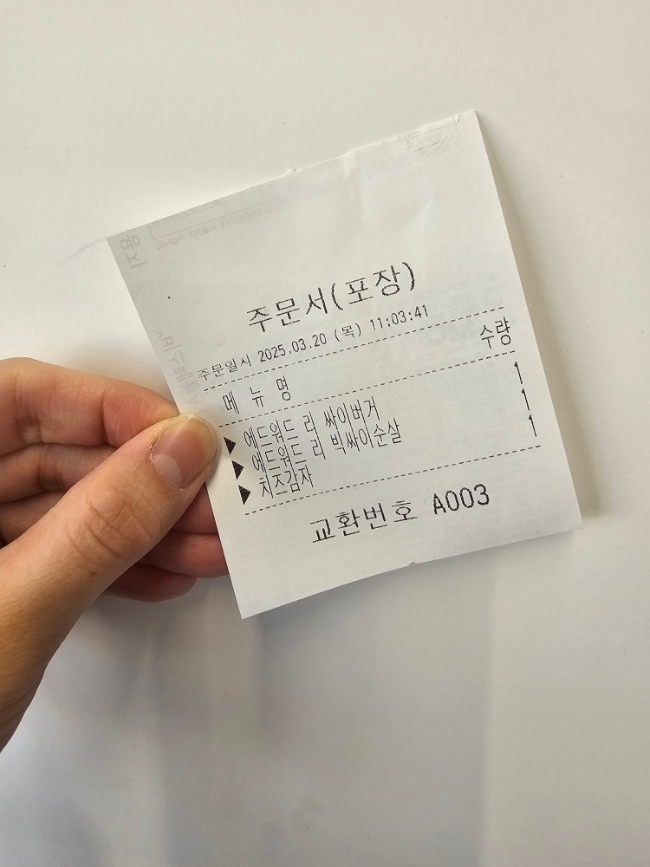 주문서(포장)
주문일시 2025.03.20 (목) 11:03:41
메 뉴 명 수량
▶ 에드워드 리 싸이버거 1
▶ 에드워드 리 빅싸이순살 1
▶ 치즈감자 1
교환번호 A003